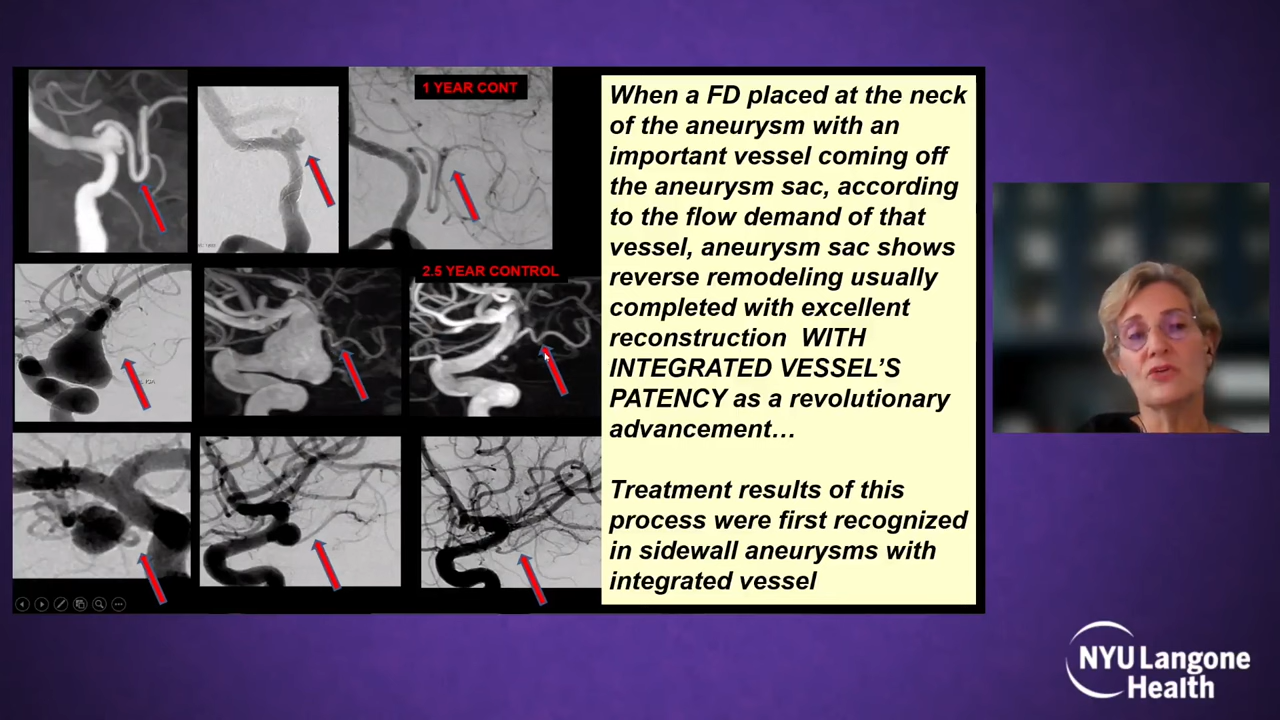 1 YEAR CONT
2.5 YEAR CONTROL
When a FD placed at the neck
of the aneurysm with an
important vessel coming off
the aneurysm sac, according
to the flow demand of that
vessel, aneurysm sac shows
reverse remodeling usually
completed with excellent
reconstruction WITH
INTEGRATED VESSEL'S
PATENCY as a revolutionary
advancement…
Treatment results of this
process were first recognized
in sidewall aneurysms with
integrated vessel
NYU Langone
Health